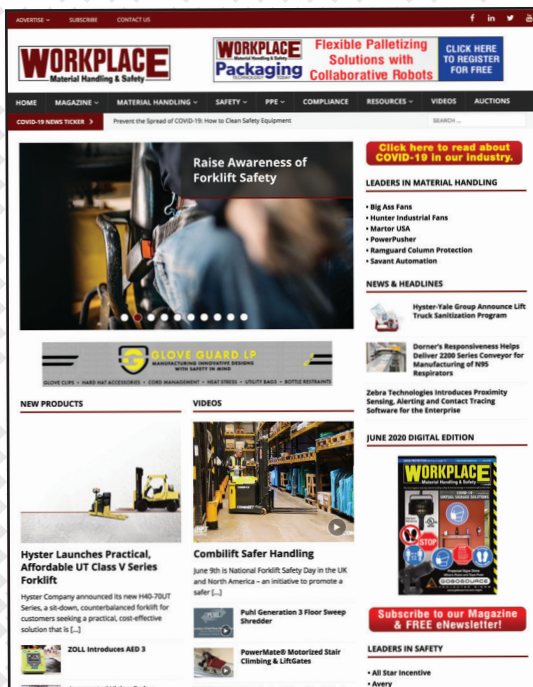 ADVERTISE SUBSCRIBE CONTACT US
WORKPLACE
Material Handling & Safety
WORKPLACE
Material Handling & Safety
Packaging
TECHNOLOGY TODAY
Flexible Palletizing
Solutions with
Collaborative Robots
CLICK HERE
TO REGISTER
FOR FREE
HOME MAGAZINE MATERIAL HANDLING SAFETY PPE COMPLIANCE RESOURCES VIDEOS AUCTIONS
COVID-19 NEWS TICKER Prevent the Spread of COVID-19: How to Clean Safety Equipment SEARCH ...
Raise Awareness of
Forklift Safety
GLOVE GUARD LP
MANUFACTURING INNOVATIVE DESIGNS
WITH SAFETY IN MIND
GLOVE CLIPS • HARD HAT ACCESSORIES • CORD MANAGEMENT • HEAT STRESS • UTILITY BAGS • BOTTLE RESTRAINTS
NEW PRODUCTS
Hyster Launches Practical,
Affordable UT Class V Series
Forklift
Hyster Company announced its new H40-70UT
Series, a sit-down, counterbalanced forklift for
customers seeking a practical, cost-effective
solution that is [...]
ZOLL Introduces AED 3
VIDEOS
Combilift Safer Handling
June 9th is National Forklift Safety Day in the UK
and North America – an initiative to promote a
safer [...]
Puhl Generation 3 Floor Sweep
Shredder
PowerMate® Motorized Stair
Climbing & LiftGates
Click here to read about
COVID-19 in our industry.
LEADERS IN MATERIAL HANDLING
• Big Ass Fans
• Hunter Industrial Fans
• Martor USA
• PowerPusher
• Ramguard Column Protection
• Savant Automation
NEWS & HEADLINES
Hyster-Yale Group Announce Lift
Truck Sanitization Program
Dorner's Responsiveness Helps
Deliver 2200 Series Conveyor for
Manufacturing of N95
Respirators
Zebra Technologies Introduces Proximity
Sensing, Alerting and Contact Tracing
Software for the Enterprise
JUNE 2020 DIGITAL EDITION
WORKPLACE
Material Handling & Safety
STOP
GOBOSOURCE
Subscribe to our Magazine
& FREE eNewsletter!
LEADERS IN SAFETY
• All Star Incentive
• Avery